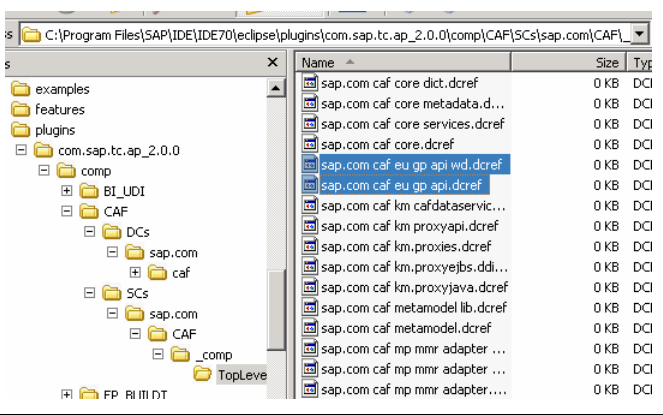 ss C:\Program Files\SAP\IDE\IDE70\eclipse\plugins\com.sap.tc.ap_2.0.0\comp\CAF\SCs\sap.com\CAF\_
s
examples
features
plugins
com.sap.tc.ap_2.0.0
comp
BI_UDI
CAF
DCs
sap.com
caf
SCs
sap.com
CAF
_comp
TopLeve
EP_BUILDT
Name Size Typ
sap.com caf core dict.dcref 0 KB DCI
sap.com caf core metadata.d... 0 KB DCI
sap.com caf core services.dcref 0 KB DCI
sap.com caf core.dcref 0 KB DCI
sap.com caf eu gp api wd.dcref 0 KB DCI
sap.com caf eu gp api.dcref 0 KB DCI
sap.com caf km cafdataservic... 0 KB DCI
sap.com caf km proxyapi.dcref 0 KB DCI
sap.com caf km.proxies.dcref 0 KB DCI
sap.com caf km.proxyejbs.ddi... 0 KB DCI
sap.com caf km.proxyjava.dcref 0 KB DCI
sap.com caf metamodel lib.dcref 0 KB DCI
sap.com caf metamodel.dcref 0 KB DCI
sap.com caf mp mmr adapter ... 0 KB DCI
sap.com caf mp mmr adapter ... 0 KB DCI
sap.com caf mp mmr adapter.... 0 KB DCI